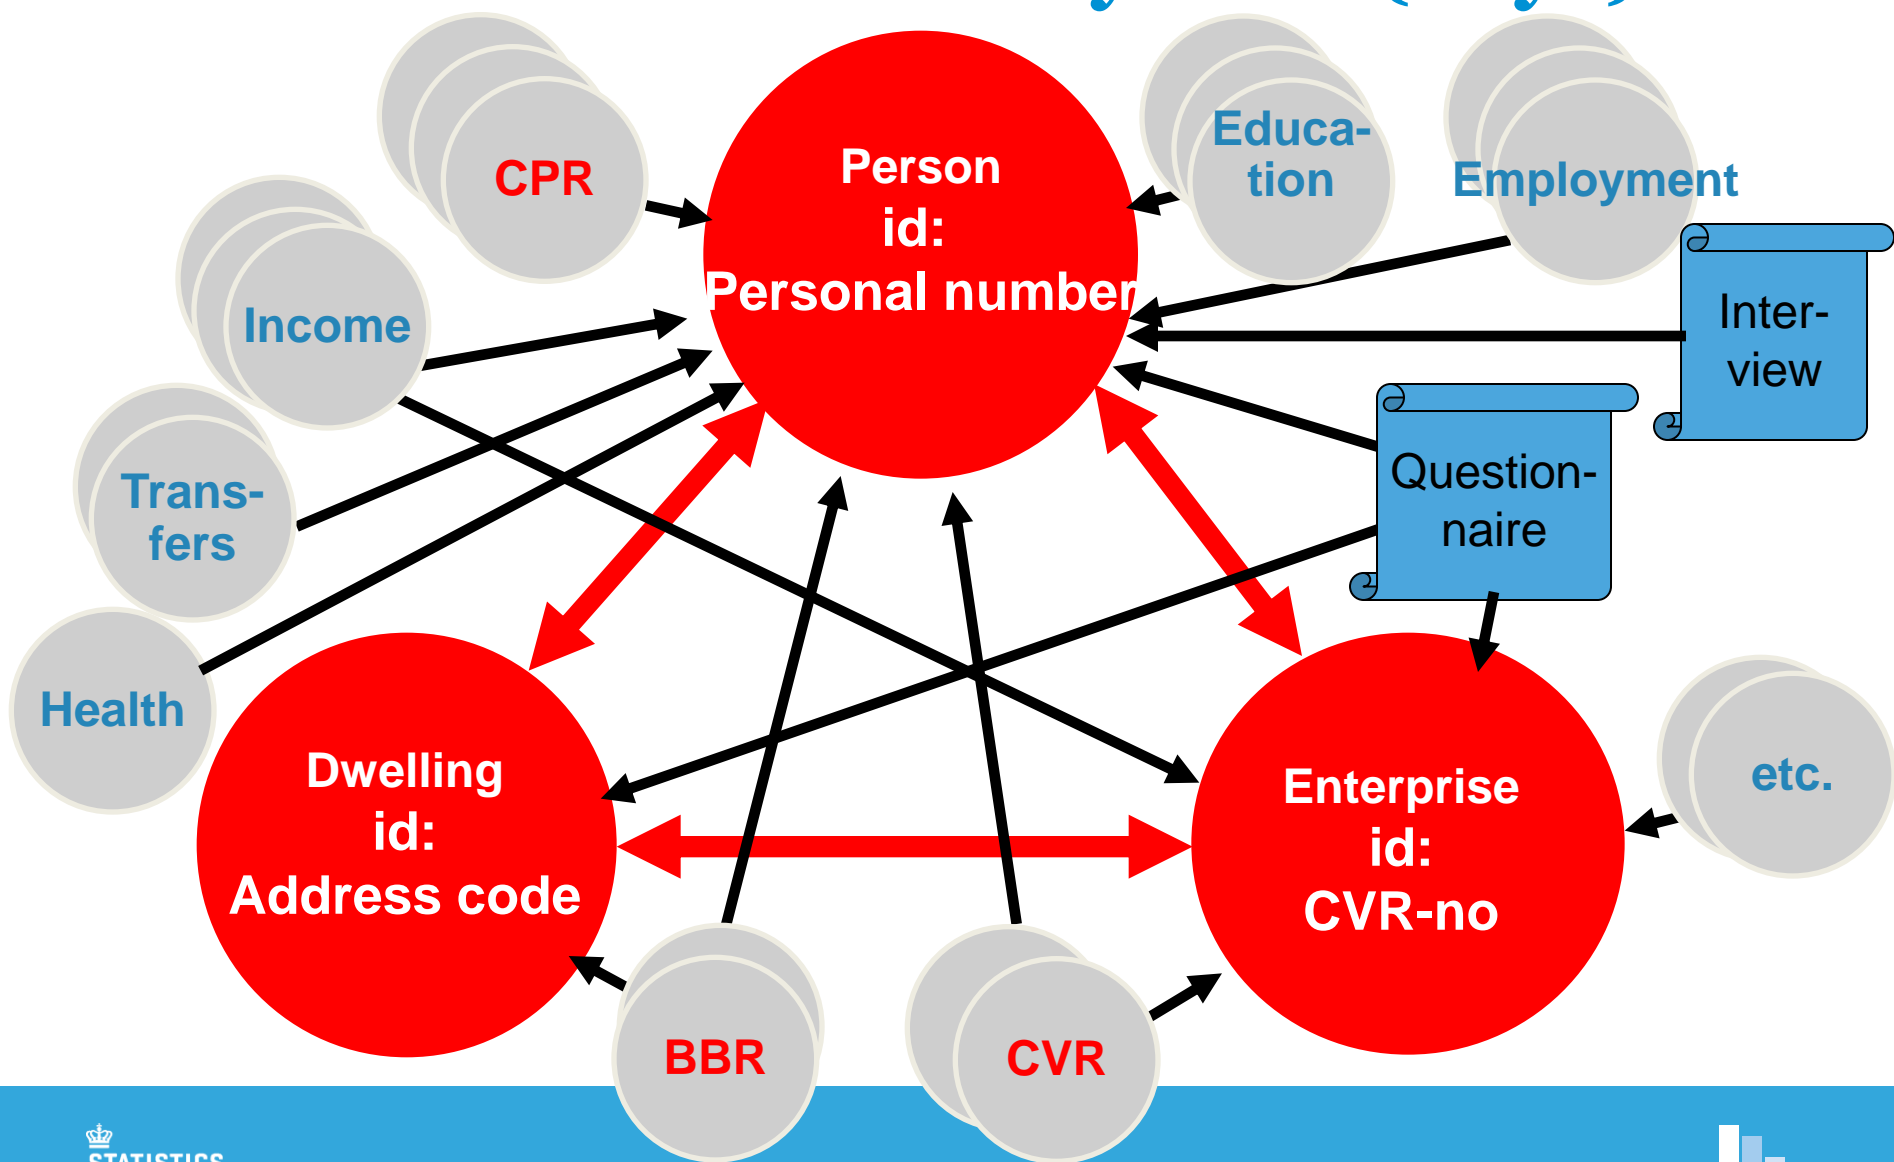 CPR
Person
id:
Personal number
Educa-
tion
Employment
Inter-
view
Income
Question-
naire
Trans-
fers
Health
Dwelling
id:
Address code
Enterprise
id:
CVR-no
etc.
BBR
CVR
STATISTICS